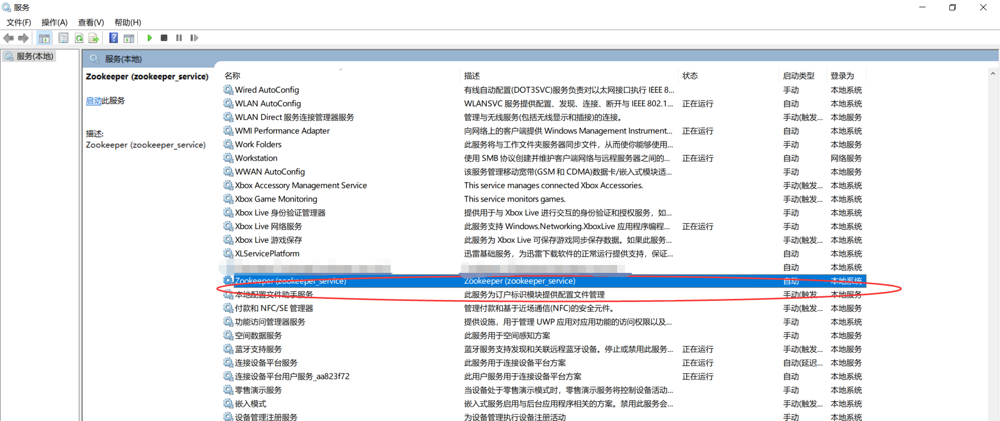 服务
文件(F) 操作(A) 查看(V) 帮助(H)
服务(本地)
服务(本地)
Zookeeper (zookeeper_service)
启动此服务
描述:
Zookeeper (zookeeper_service)
名称 描述 状态 启动类型 登录为
Wired AutoConfig 有线自动配置(DOT3SVC)服务负责对以太网接口执行 IEEE 8... 手动 本地系统
WLAN AutoConfig WLANSVC 服务提供配置、发现、连接、断开与 IEEE 802.1... 正在运行 自动 本地系统
WLAN Direct 服务连接管理器服务 管理与无线服务(包括无线显示和插接)的连接。 手动(触发... 本地服务
WMI Performance Adapter 向网络上的客户端提供 Windows Management Instrument... 正在运行 自动 本地系统
Work Folders 此服务将与工作文件夹服务器同步文件，从而使你能够使用... 手动 本地服务
Workstation 使用 SMB 协议创建并维护客户端网络与远程服务器之间的... 正在运行 自动 网络服务
WWAN AutoConfig 该服务管理移动宽带(GSM 和 CDMA)数据卡/嵌入式模块适... 手动 本地服务
Xbox Accessory Management Service This service manages connected Xbox Accessories. 手动(触发... 本地系统
Xbox Game Monitoring This service monitors games. 手动(触发... 本地系统
Xbox Live 身份验证管理器 提供用于与 Xbox Live 进行交互的身份验证和授权服务，如... 手动 本地系统
Xbox Live 网络服务 此服务支持 Windows.Networking.XboxLive 应用程序编程... 正在运行 手动 本地系统
Xbox Live 游戏保存 此服务为 Xbox Live 可保存游戏同步保存数据。如果此服务... 手动(触发... 本地系统
XLServicePlatform 迅雷基础服务，为迅雷下载软件的正常运行提供支持，保证... 自动 本地系统
自动 本地系统
Zookeeper (zookeeper_service) Zookeeper (zookeeper_service) 自动 本地系统
本地配置文件助手服务 此服务为订户标识模块提供配置文件管理 手动(触发... 本地服务
付款和 NFC/SE 管理器 管理付款和基于近场通信(NFC)的安全元件。 手动(触发... 本地服务
功能访问管理器服务 提供设施，用于管理 UWP 应用对应用功能的访问权限以及... 手动 本地系统
空间数据服务 此服务用于空间感知方案 手动 本地服务
蓝牙支持服务 蓝牙服务支持发现和关联远程蓝牙设备。停止或禁用此服务... 正在运行 手动(触发... 本地服务
连接设备平台服务 此服务用于连接设备平台方案 正在运行 自动(延迟... 本地服务
连接设备平台用户服务_aa823f72 此用户服务用于连接设备平台方案 正在运行 自动 本地系统
零售演示服务 当设备处于零售演示模式时，零售演示服务将控制设备活动... 手动 本地系统
嵌入模式 嵌入式服务启用与后台应用程序相关的方案。禁用此服务会... 手动(触发... 本地系统
设备管理注册服务 为设备管理执行设备注册活动 手动 本地系统